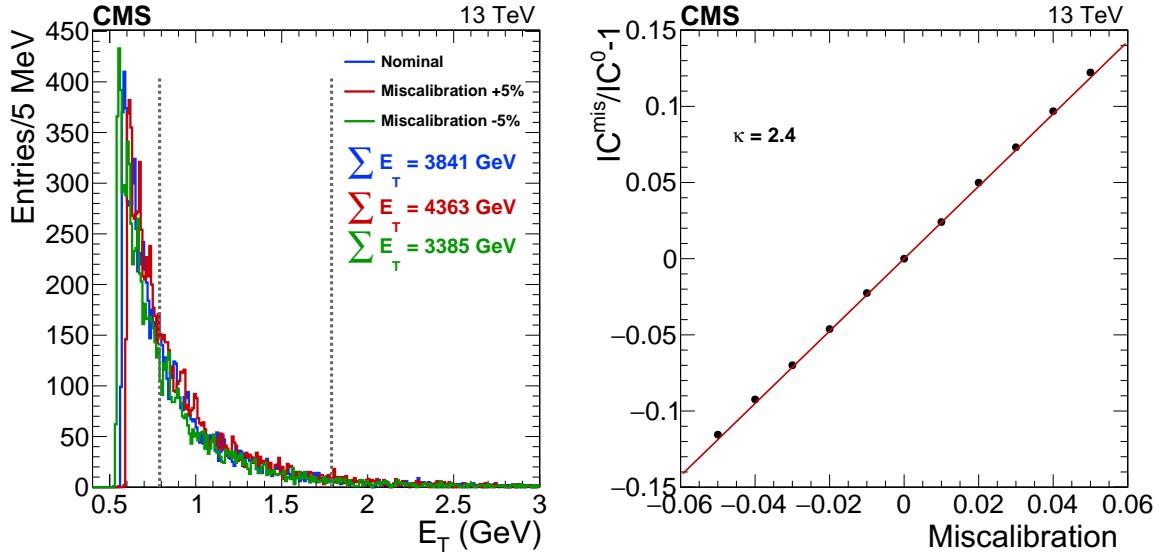 CMS 13 TeV
Entries/5 MeV
450
400
350
300
250
200
150
100
50
0
Nominal
Miscalibration +5%
Miscalibration -5%
∑ E_T = 3841 GeV
∑ E_T = 4363 GeV
∑ E_T = 3385 GeV
0.5 1 1.5 2 2.5 3
E_T (GeV)
CMS 13 TeV
IC^mis/IC^0-1
0.15
0.1
0.05
0
−0.05
−0.1
−0.15
κ = 2.4
−0.06 −0.04 −0.02 0 0.02 0.04 0.06
Miscalibration